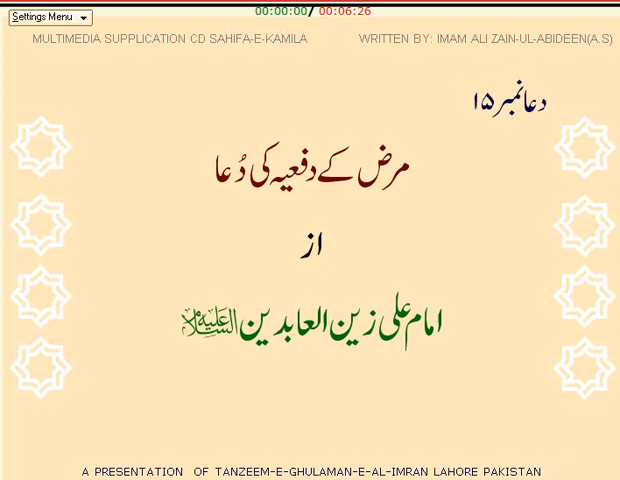 Settings Menu
00:00:00/ 00:06:26
MULTIMEDIA SUPPLICATION CD SAHIFA-E-KAMILA
WRITTEN BY: IMAM ALI ZAIN-UL-ABIDEEN(A.S)
دعا نمبر ۱۵
مرض کے دفعیہ کی دُعا
از
امام علی زین العابدین علیہ السلام
A PRESENTATION OF TANZEEM-E-GHULAMAN-E-AL-IMRAN LAHORE PAKISTAN